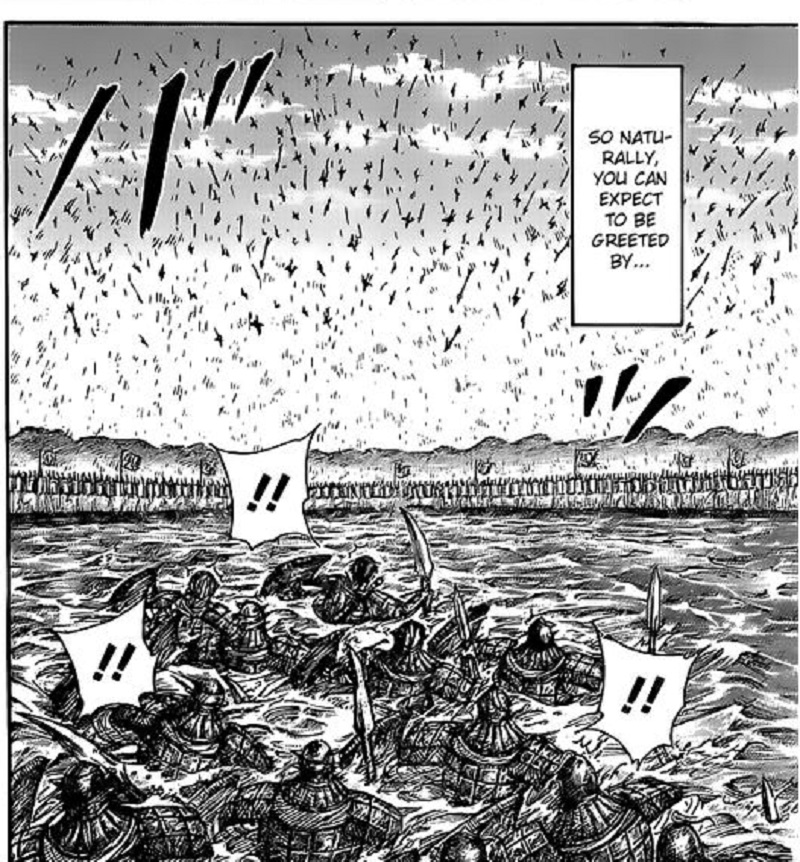 SO NATU-
RALLY,
YOU CAN
EXPECT
TO BE
GREETED
BY...
!!
!!
!!